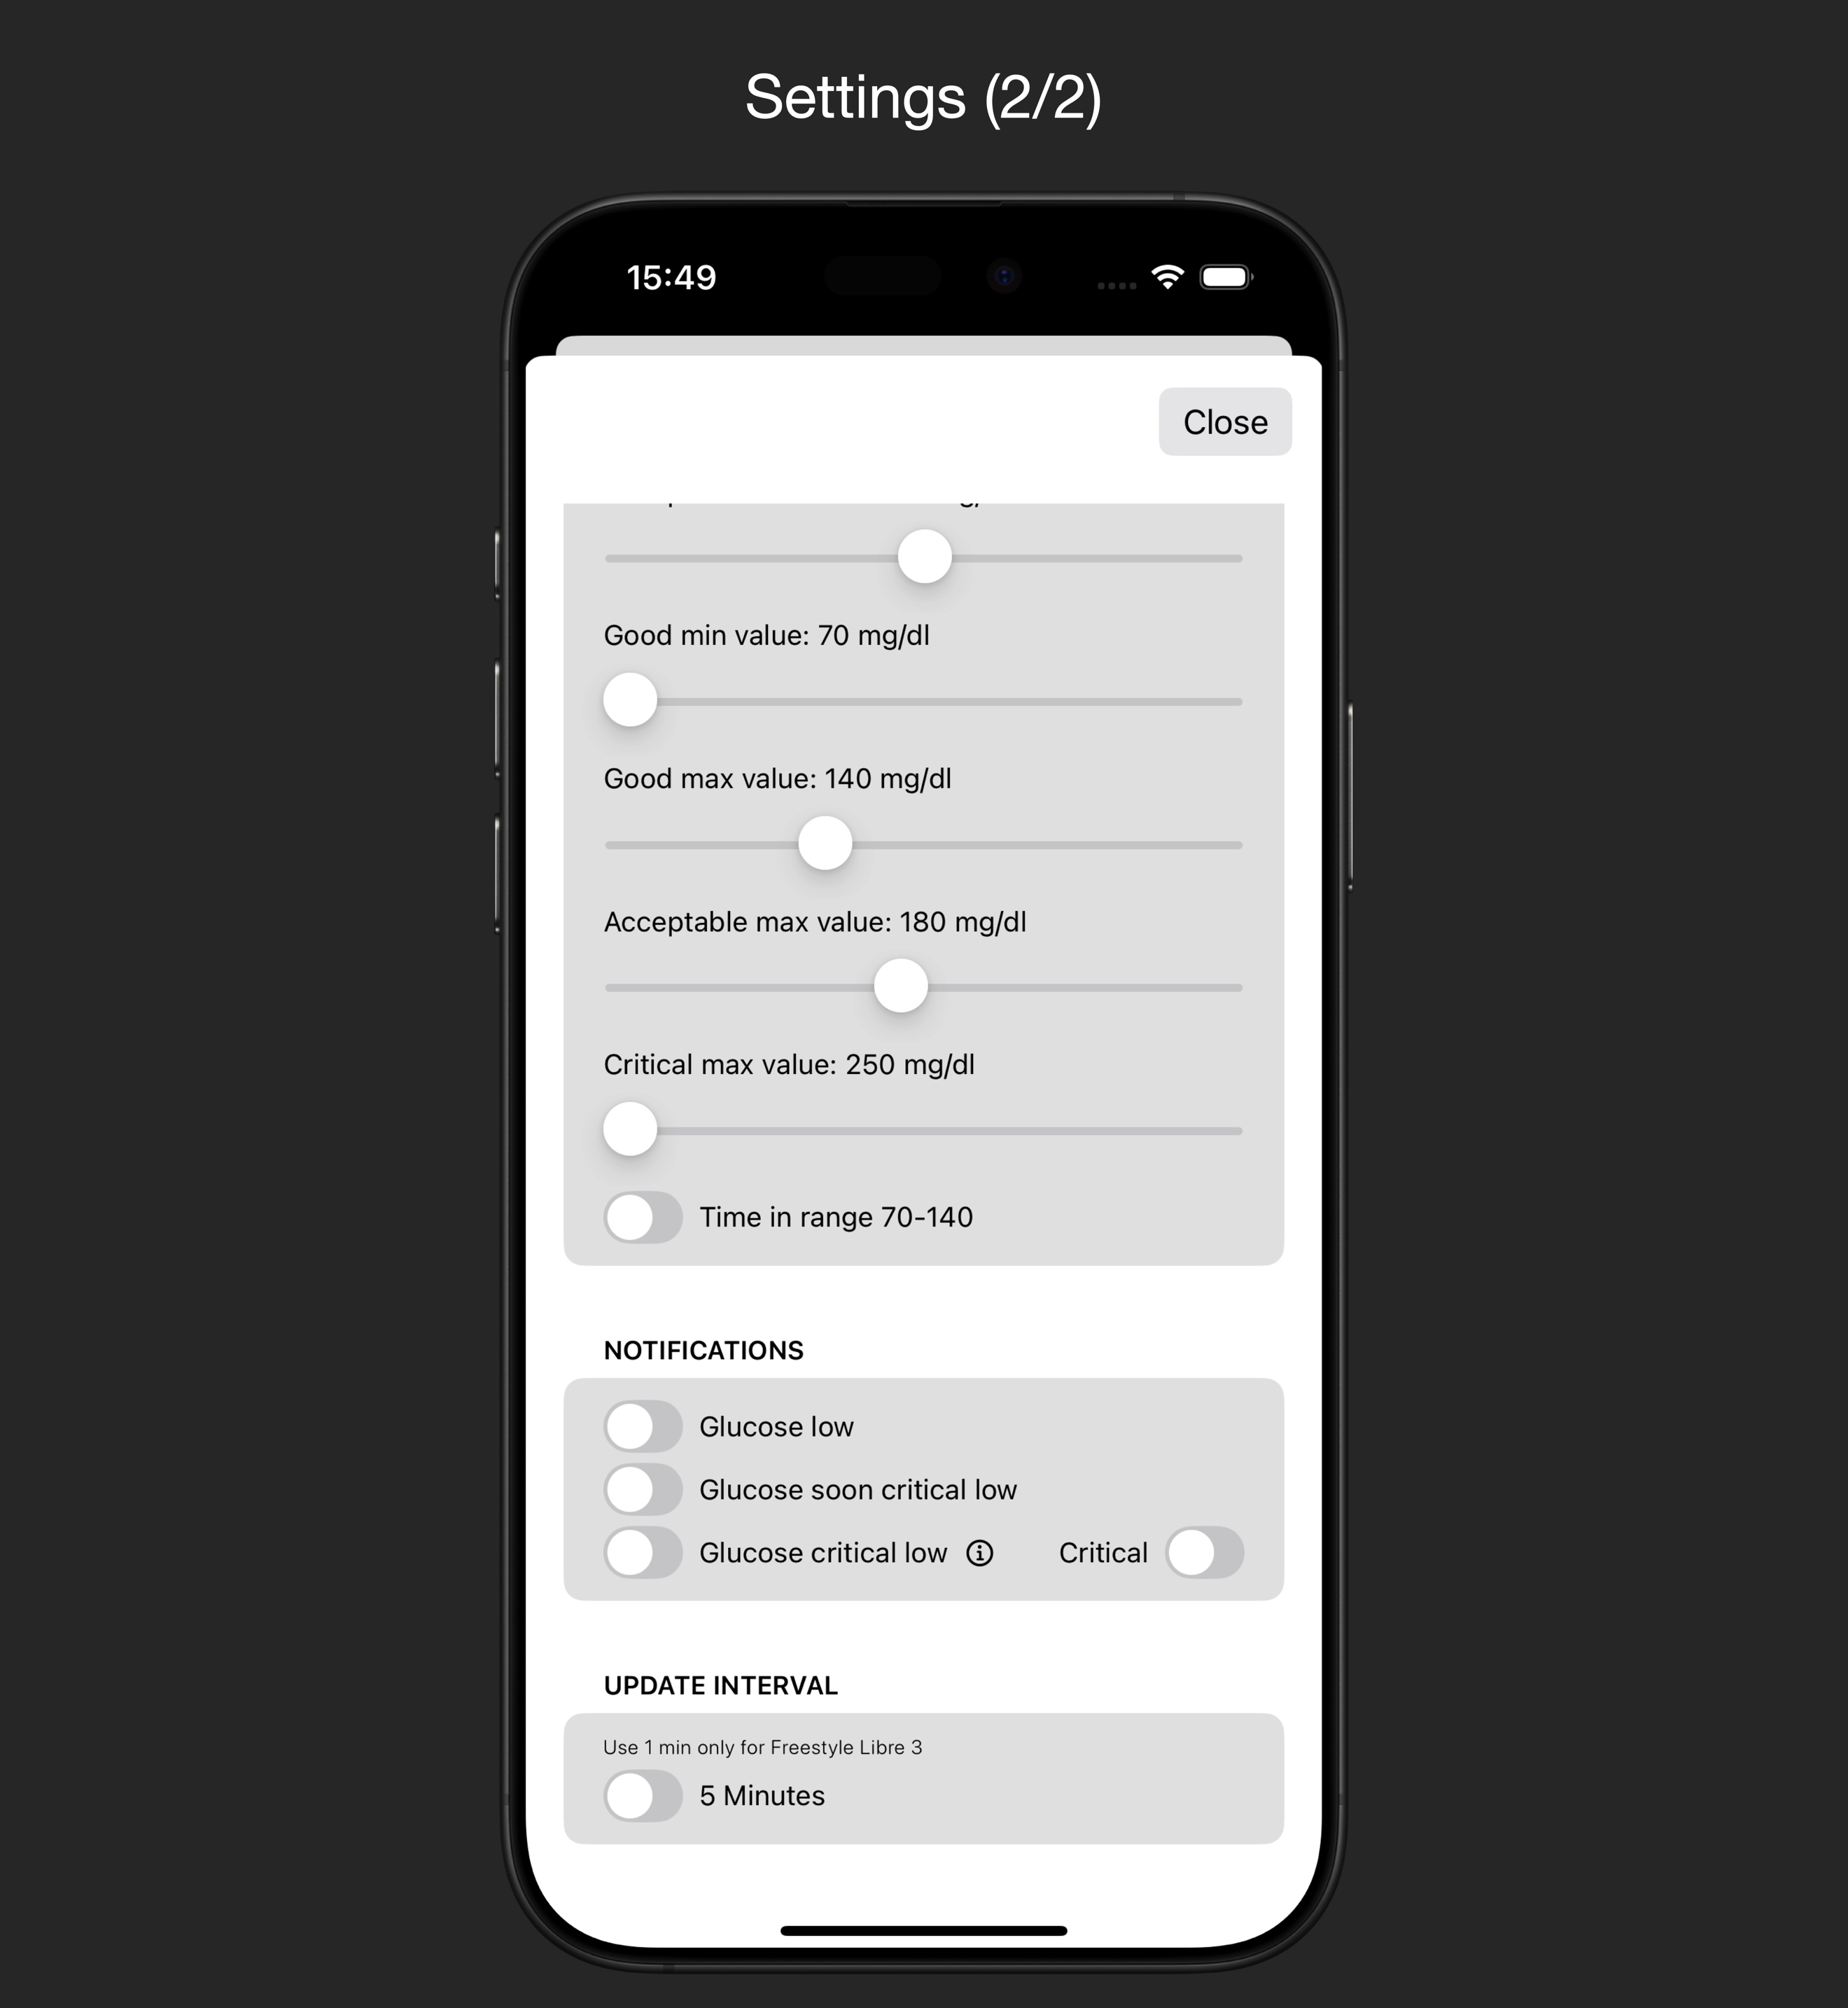 Settings (2/2)
15:49
Close
Good min value: 70 mg/dl
Good max value: 140 mg/dl
Acceptable max value: 180 mg/dl
Critical max value: 250 mg/dl
Time in range 70-140
NOTIFICATIONS
Glucose low
Glucose soon critical low
Glucose critical low Critical
UPDATE INTERVAL
Use 1 min only for Freestyle Libre 3
5 Minutes